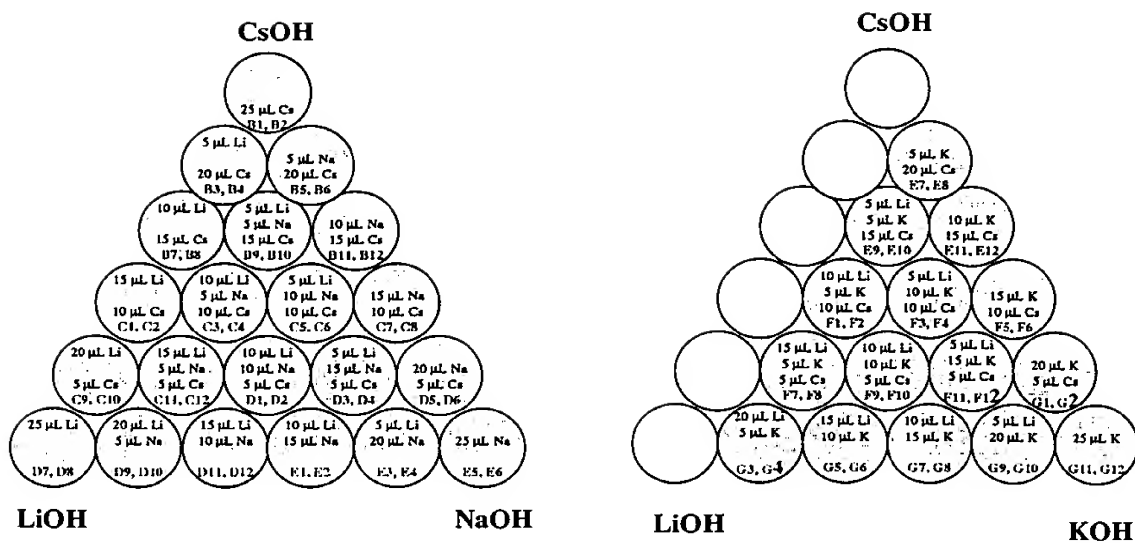 CsOH
25 µL Cs
B1, B2
5 µL Li
20 µL Cs
B3, B4
5 µL Na
20 µL Cs
B5, B6
10 µL Li
15 µL Cs
B7, B8
5 µL Li
5 µL Na
15 µL Cs
B9, B10
10 µL Na
15 µL Cs
B11, B12
15 µL Li
10 µL Cs
C1, C2
10 µL Li
5 µL Na
10 µL Cs
C3, C4
5 µL Li
10 µL Na
10 µL Cs
C5, C6
15 µL Na
10 µL Cs
C7, C8
20 µL Li
5 µL Cs
C9, C10
15 µL Li
5 µL Na
5 µL Cs
C11, C12
10 µL Li
10 µL Na
5 µL Cs
D1, D2
5 µL Li
15 µL Na
5 µL Cs
D3, D4
20 µL Na
5 µL Cs
D5, D6
25 µL Li
D7, D8
20 µL Li
5 µL Na
D9, D10
15 µL Li
10 µL Na
D11, D12
10 µL Li
15 µL Na
E1, E2
5 µL Li
20 µL Na
E3, E4
25 µL Na
E5, E6
LiOH
NaOH
CsOH
5 µL K
20 µL Cs
E7, E8
5 µL Li
5 µL K
15 µL Cs
E9, E10
10 µL K
15 µL Cs
E11, E12
10 µL Li
5 µL K
10 µL Cs
F1, F2
5 µL Li
10 µL K
10 µL Cs
F3, F4
15 µL K
10 µL Cs
F5, F6
15 µL Li
5 µL K
5 µL Cs
F7, F8
10 µL Li
10 µL K
5 µL Cs
F9, F10
5 µL Li
15 µL K
5 µL Cs
F11, F12
20 µL K
5 µL Cs
G1, G2
20 µL Li
5 µL K
G3, G4
15 µL Li
10 µL K
G5, G6
10 µL Li
15 µL K
G7, G8
5 µL Li
20 µL K
G9, G10
25 µL K
G11, G12
LiOH
KOH